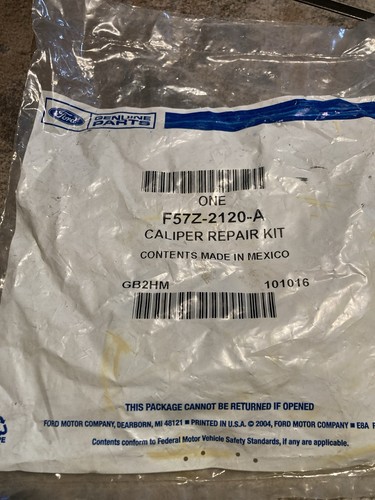 Ford GENUINE
PARTS
ONE
F57Z-2120-A
CALIPER REPAIR KIT
CONTENTS MADE IN MEXICO
GB2HM 101016
THIS PACKAGE CANNOT BE RETURNED IF OPENED
FORD MOTOR COMPANY, DEARBORN, MI 48121 ■ PRINTED IN U.S.A. © 2004, FORD MOTOR COMPANY ■ E8A
Contents conform to Federal Motor Vehicle Safety Standards, if any are applicable.